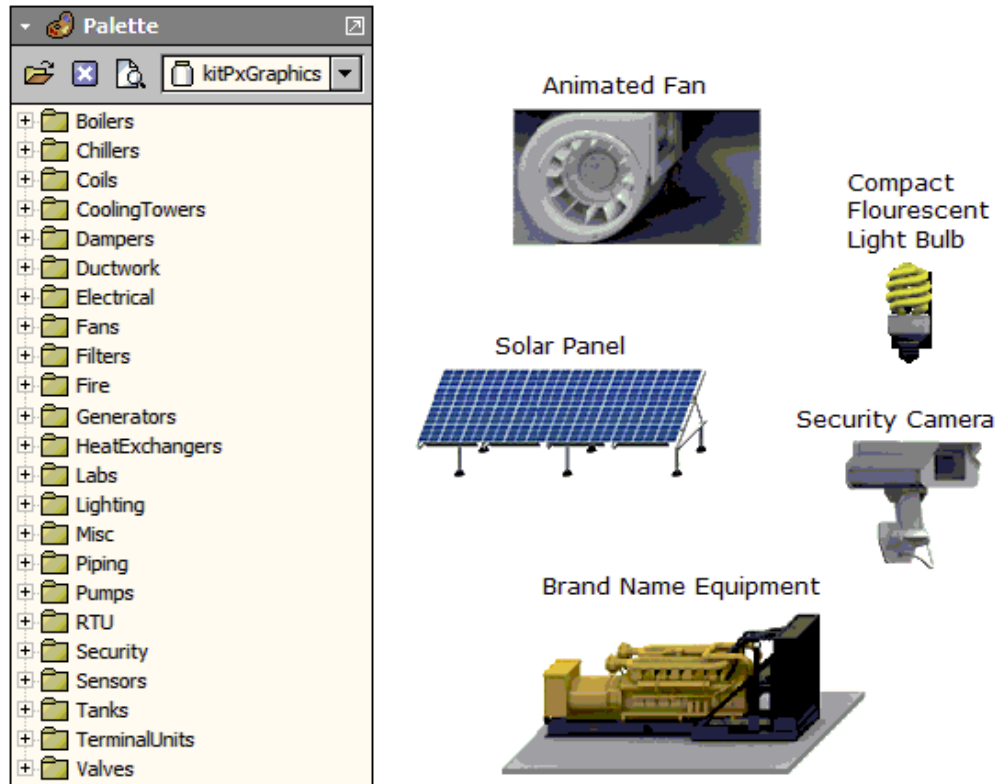 Palette
kitPxGraphics
Boilers
Chillers
Coils
CoolingTowers
Dampers
Ductwork
Electrical
Fans
Filters
Fire
Generators
HeatExchangers
Labs
Lighting
Misc
Piping
Pumps
RTU
Security
Sensors
Tanks
TerminalUnits
Valves
Animated Fan
Compact
Flourescent
Light Bulb
Solar Panel
Security Camera
Brand Name Equipment